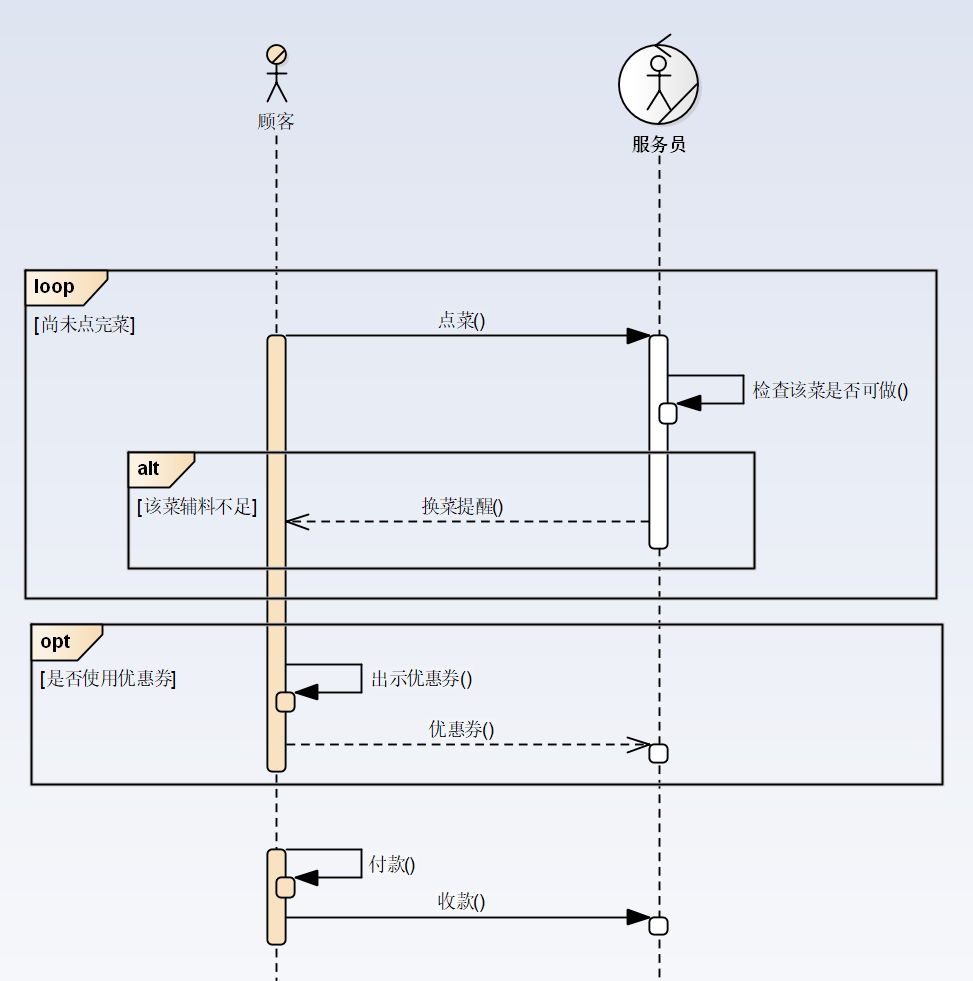 顾客
服务员
loop
[尚未点完菜]
点菜()
检查该菜是否可做()
alt
[该菜辅料不足]
换菜提醒()
opt
[是否使用优惠券]
出示优惠券()
优惠券()
付款()
收款()